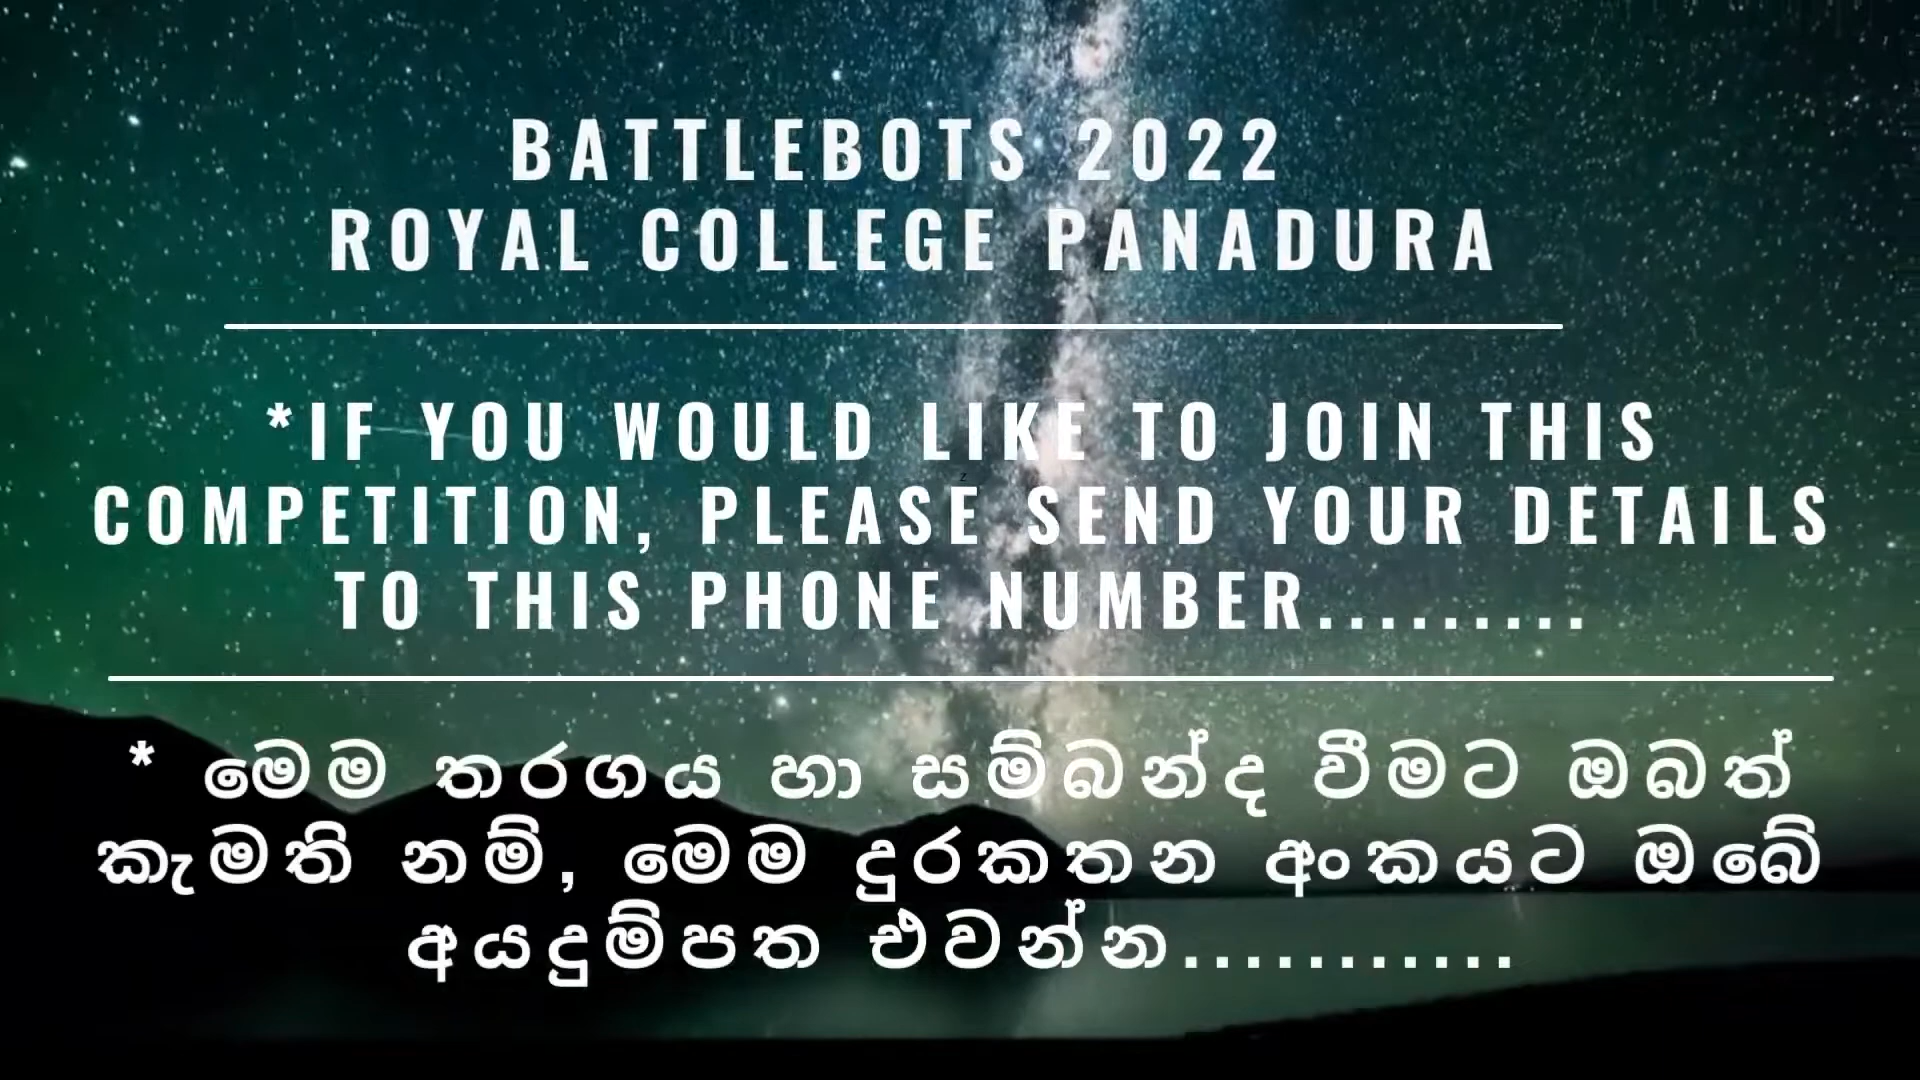 BATTLEBOTS 2022
ROYAL COLLEGE PANADURA
*IF YOU WOULD LIKE TO JOIN THIS
COMPETITION, PLEASE SEND YOUR DETAILS
TO THIS PHONE NUMBER.........
* මෙම තරගය හා සම්බන්ද වීමට ඔබත්
කැමති නම්, මෙම දුරකතන අංකයට ඔබේ
අයදුම්පත එවන්න...........